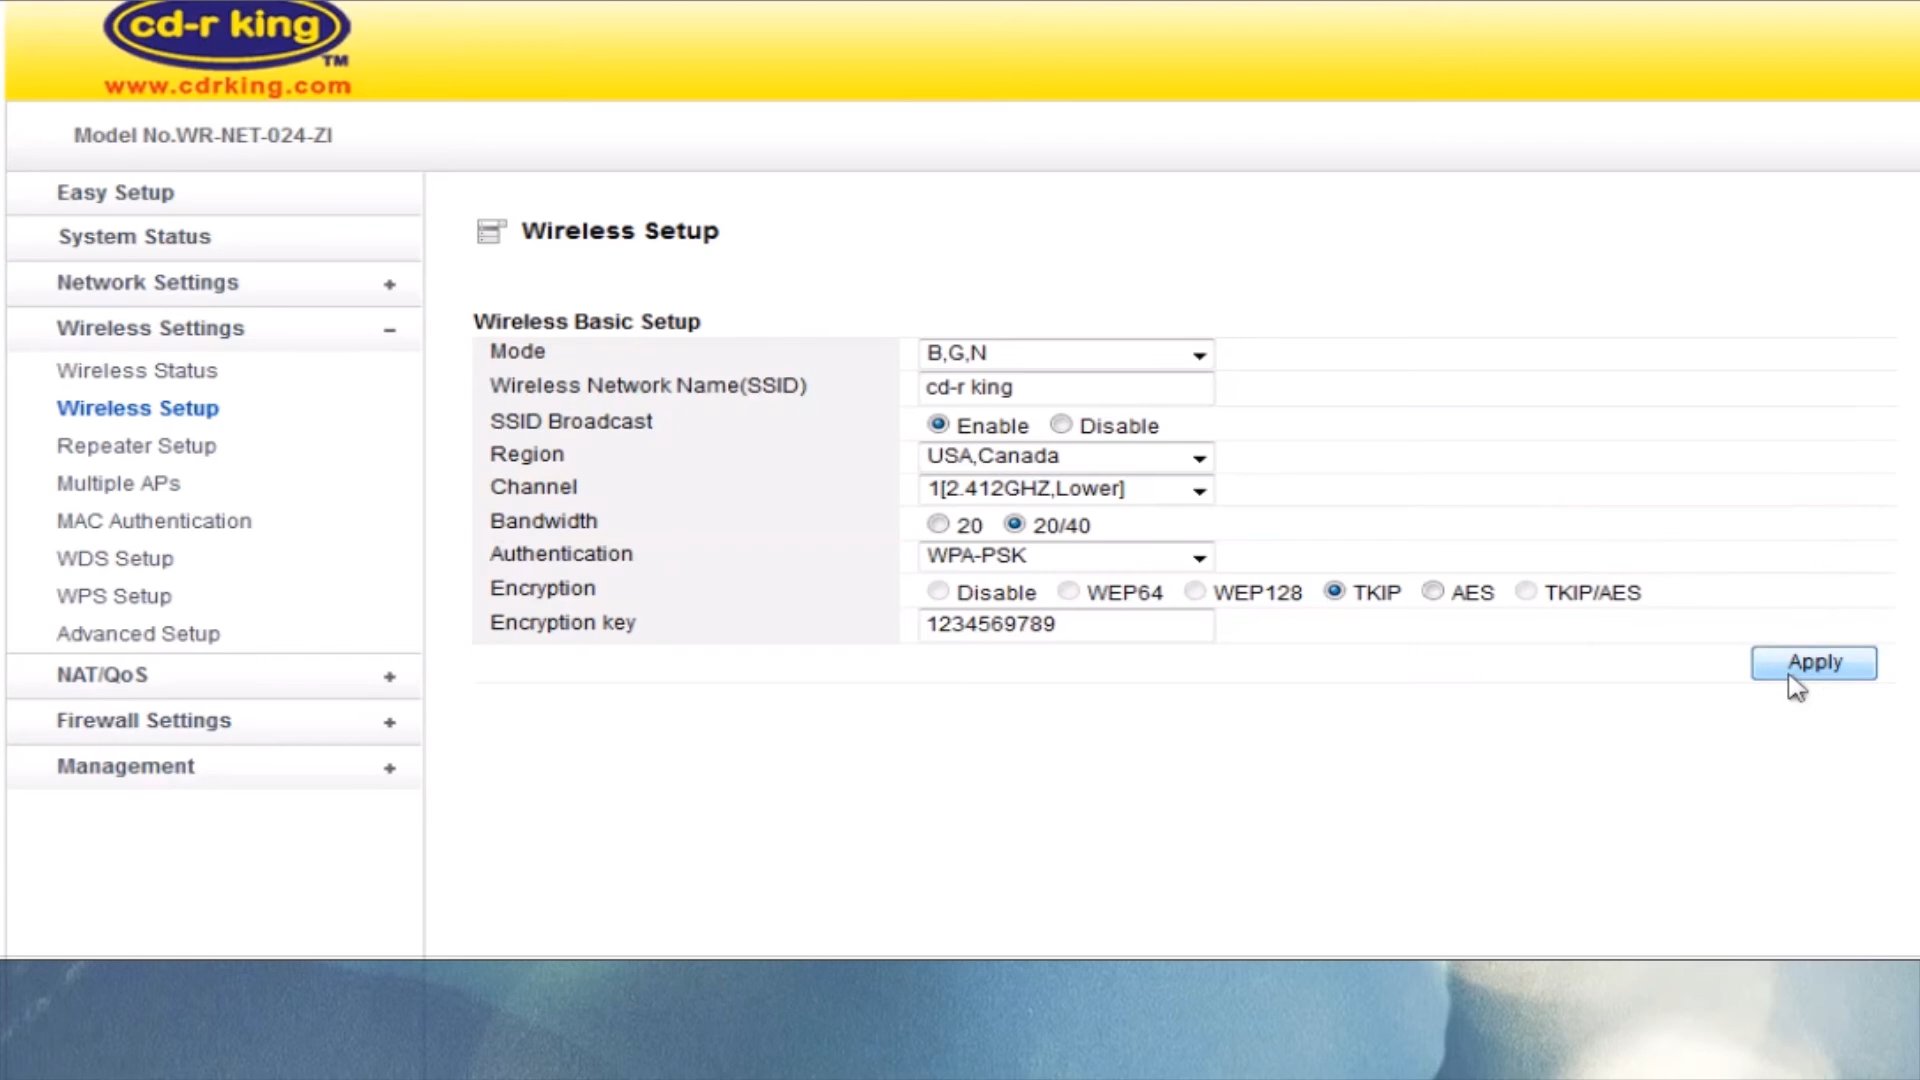 cd-r king
TM
www.cdrking.com
Model No.WR-NET-024-ZI
Easy Setup
System Status
Network Settings +
Wireless Settings -
Wireless Status
Wireless Setup
Repeater Setup
Multiple APs
MAC Authentication
WDS Setup
WPS Setup
Advanced Setup
NAT/QoS +
Firewall Settings +
Management +
Wireless Setup
Wireless Basic Setup
Mode B,G,N
Wireless Network Name(SSID) cd-r king
SSID Broadcast Enable Disable
Region USA,Canada
Channel 1[2.412GHZ,Lower]
Bandwidth 20 20/40
Authentication WPA-PSK
Encryption Disable WEP64 WEP128 TKIP AES TKIP/AES
Encryption key 1234569789
Apply